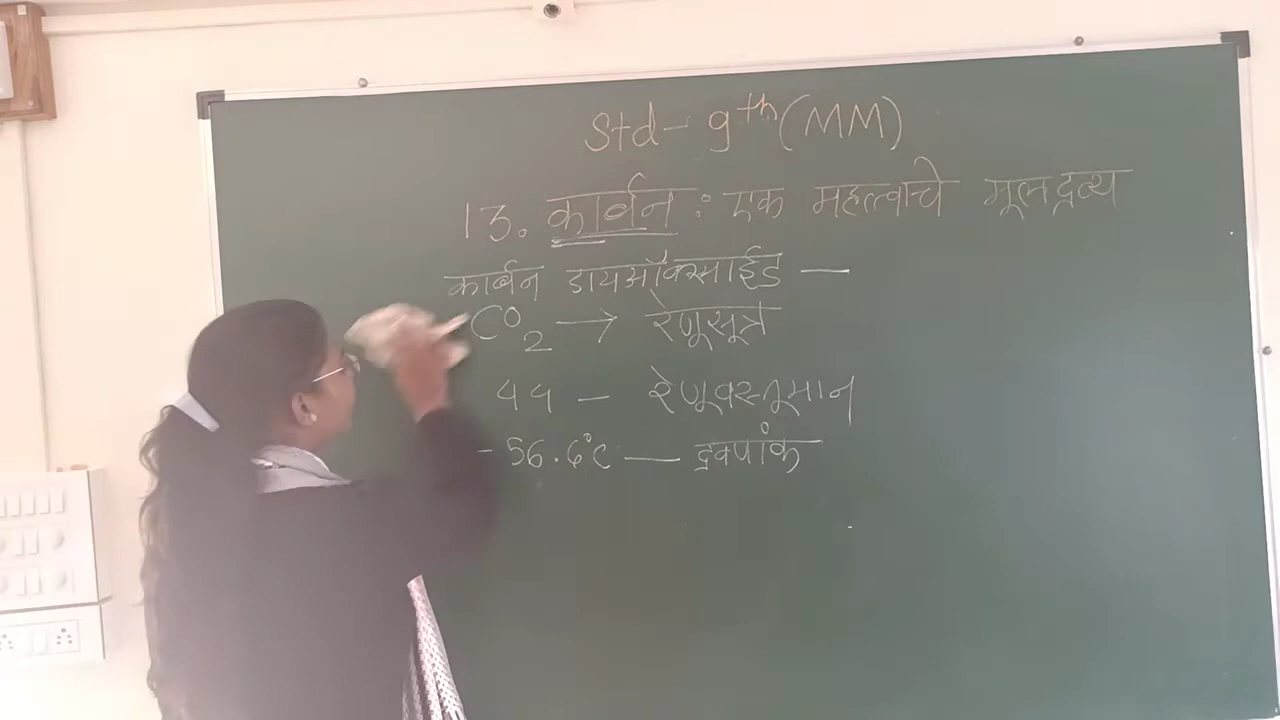 Std- 9th (MM)
13. कार्बन : एक महत्त्वाचे मूलद्रव्य
कार्बन डायऑक्साईड —
CO2 → रेणूसूत्र
44 — रेणूवस्तूमान
-56.6°C — द्रवणांक